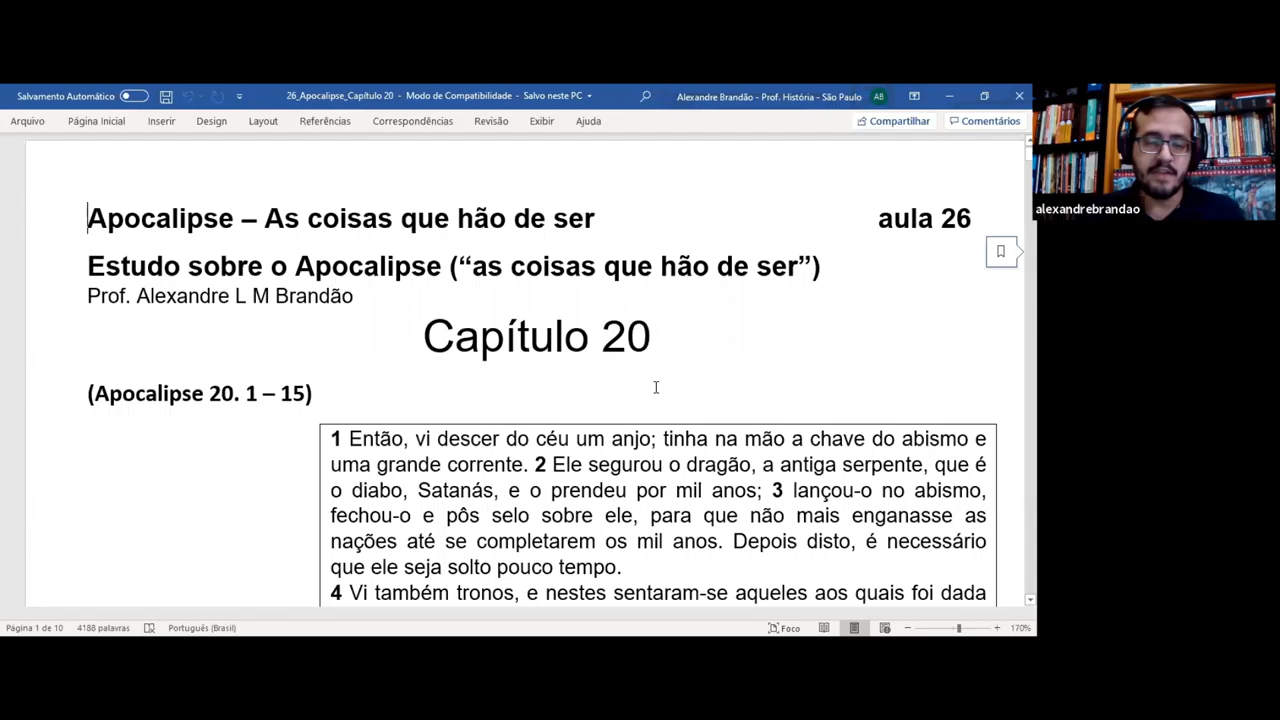 Salvamento Automático
26_Apocalipse_Capítulo 20 - Modo de Compatibilidade - Salvo neste PC
Alexandre Brandão - Prof. História - São Paulo
AB
Arquivo Página Inicial Inserir Design Layout Referências Correspondências Revisão Exibir Ajuda
Compartilhar Comentários
Apocalipse – As coisas que hão de ser aula 26
Estudo sobre o Apocalipse (“as coisas que hão de ser”)
Prof. Alexandre L M Brandão
Capítulo 20
(Apocalipse 20. 1 – 15)
1 Então, vi descer do céu um anjo; tinha na mão a chave do abismo e
uma grande corrente. 2 Ele segurou o dragão, a antiga serpente, que é
o diabo, Satanás, e o prendeu por mil anos; 3 lançou-o no abismo,
fechou-o e pôs selo sobre ele, para que não mais enganasse as
nações até se completarem os mil anos. Depois disto, é necessário
que ele seja solto pouco tempo.
4 Vi também tronos, e nestes sentaram-se aqueles aos quais foi dada
Página 1 de 10 4188 palavras Português (Brasil)
Foco
170%
TEOLOGIA
alexandrebrandao